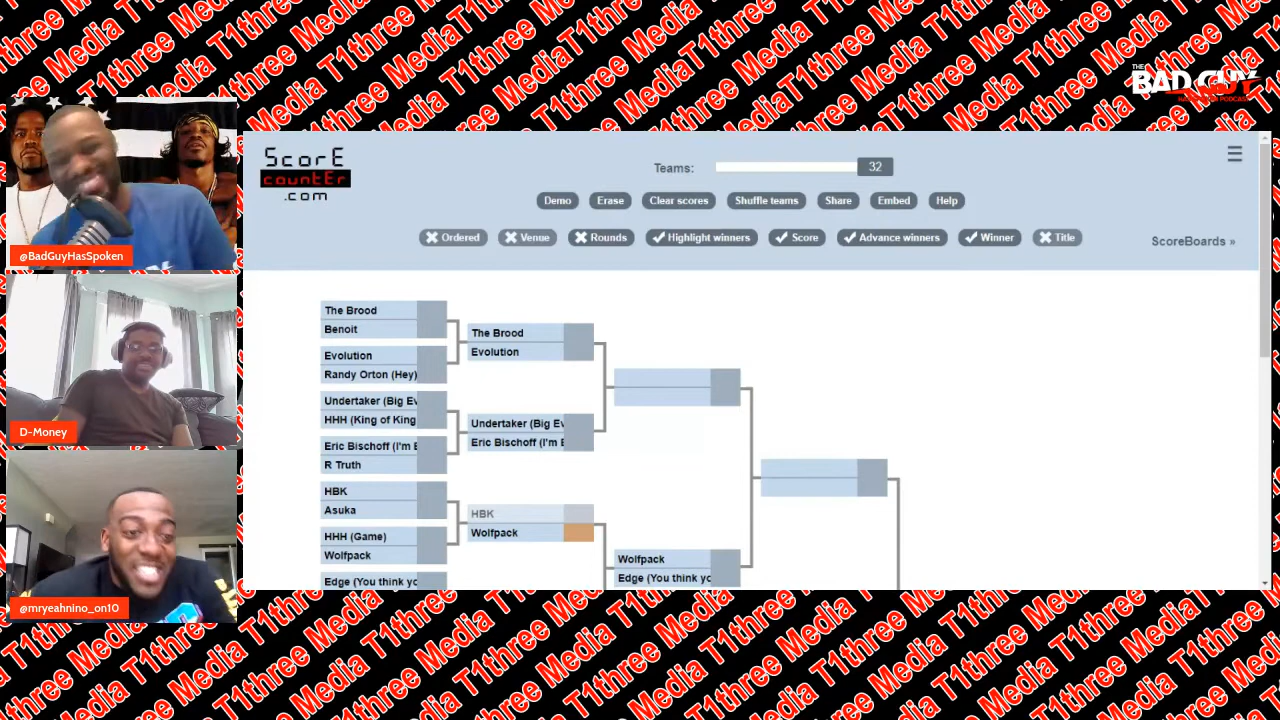 T1three Media
THE
BAD GUY
@BadGuyHasSpoken
D-Money
@mryeahnino_on10
ScorE
countEr
.com
Teams: 32
Demo Erase Clear scores Shuffle teams Share Embed Help
Ordered Venue Rounds Highlight winners Score Advance winners Winner Title
ScoreBoards »
The Brood
Benoit
Evolution
Randy Orton (Hey)
Undertaker (Big Ev
HHH (King of King
Eric Bischoff (I'm E
R Truth
HBK
Asuka
HHH (Game)
Wolfpack
Edge (You think yo
The Brood
Evolution
Undertaker (Big Ev
Eric Bischoff (I'm E
HBK
Wolfpack
Wolfpack
Edge (You think yo